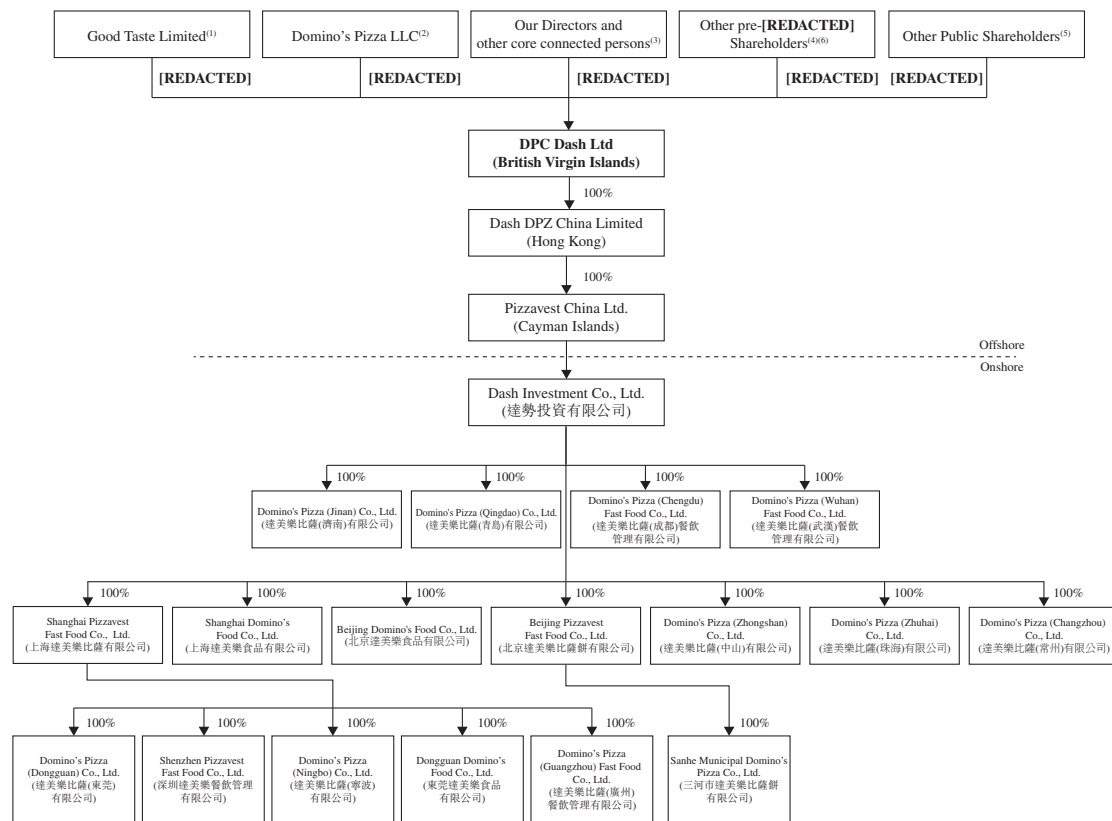 Good Taste Limited(1)
Domino's Pizza LLC(2)
Our Directors and
other core connected persons(3)
Other pre-[REDACTED]
Shareholders(4)(6)
Other Public Shareholders(5)
[REDACTED]
[REDACTED]
[REDACTED]
[REDACTED]
[REDACTED]
DPC Dash Ltd
(British Virgin Islands)
100%
Dash DPZ China Limited
(Hong Kong)
100%
Pizzavest China Ltd.
(Cayman Islands)
Offshore
Onshore
Dash Investment Co., Ltd.
(達勢投資有限公司)
100%
100%
100%
100%
Domino's Pizza (Jinan) Co., Ltd.
(達美樂比薩(濟南)有限公司)
Domino's Pizza (Qingdao) Co., Ltd.
(達美樂比薩(青島)有限公司)
Domino's Pizza (Chengdu)
Fast Food Co., Ltd.
(達美樂比薩(成都)餐飲
管理有限公司)
Domino's Pizza (Wuhan)
Fast Food Co., Ltd.
(達美樂比薩(武漢)餐飲
管理有限公司)
100%
100%
100%
100%
100%
100%
100%
Shanghai Pizzavest
Fast Food Co., Ltd.
(上海達美樂比薩有限公司)
Shanghai Domino's
Food Co., Ltd.
(上海達美樂食品有限公司)
Beijing Domino's Food Co., Ltd.
(北京達美樂食品有限公司)
Beijing Pizzavest
Fast Food Co., Ltd.
(北京達美樂比薩餅有限公司)
Domino's Pizza (Zhongshan)
Co., Ltd.
(達美樂比薩(中山)有限公司)
Domino's Pizza (Zhuhai)
Co., Ltd.
(達美樂比薩(珠海)有限公司)
Domino's Pizza (Changzhou)
Co., Ltd.
(達美樂比薩(常州)有限公司)
100%
100%
100%
100%
100%
100%
Domino's Pizza
(Dongguan) Co., Ltd.
(達美樂比薩(東莞)
有限公司)
Shenzhen Pizzavest
Fast Food Co., Ltd.
(深圳達美樂餐飲管理
有限公司)
Domino's Pizza
(Ningbo) Co., Ltd.
(達美樂比薩(寧波)
有限公司)
Dongguan Domino's
Food Co., Ltd.
(東莞達美樂食品
有限公司)
Domino's Pizza
(Guangzhou) Fast Food
Co., Ltd.
(達美樂比薩(廣州)
餐飲管理有限公司)
Sanhe Municipal Domino's
Pizza Co., Ltd.
(三河市達美樂比薩餅
有限公司)